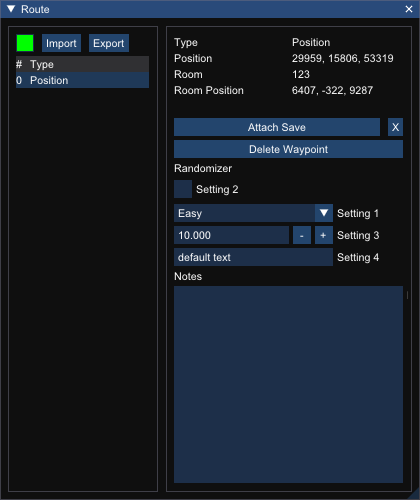 Route
Import Export
# Type
0 Position
Type Position
Position 29959, 15806, 53319
Room 123
Room Position 6407, -322, 9287
Attach Save X
Delete Waypoint
Randomizer
Setting 2
Easy Setting 1
10.000 - + Setting 3
default text Setting 4
Notes